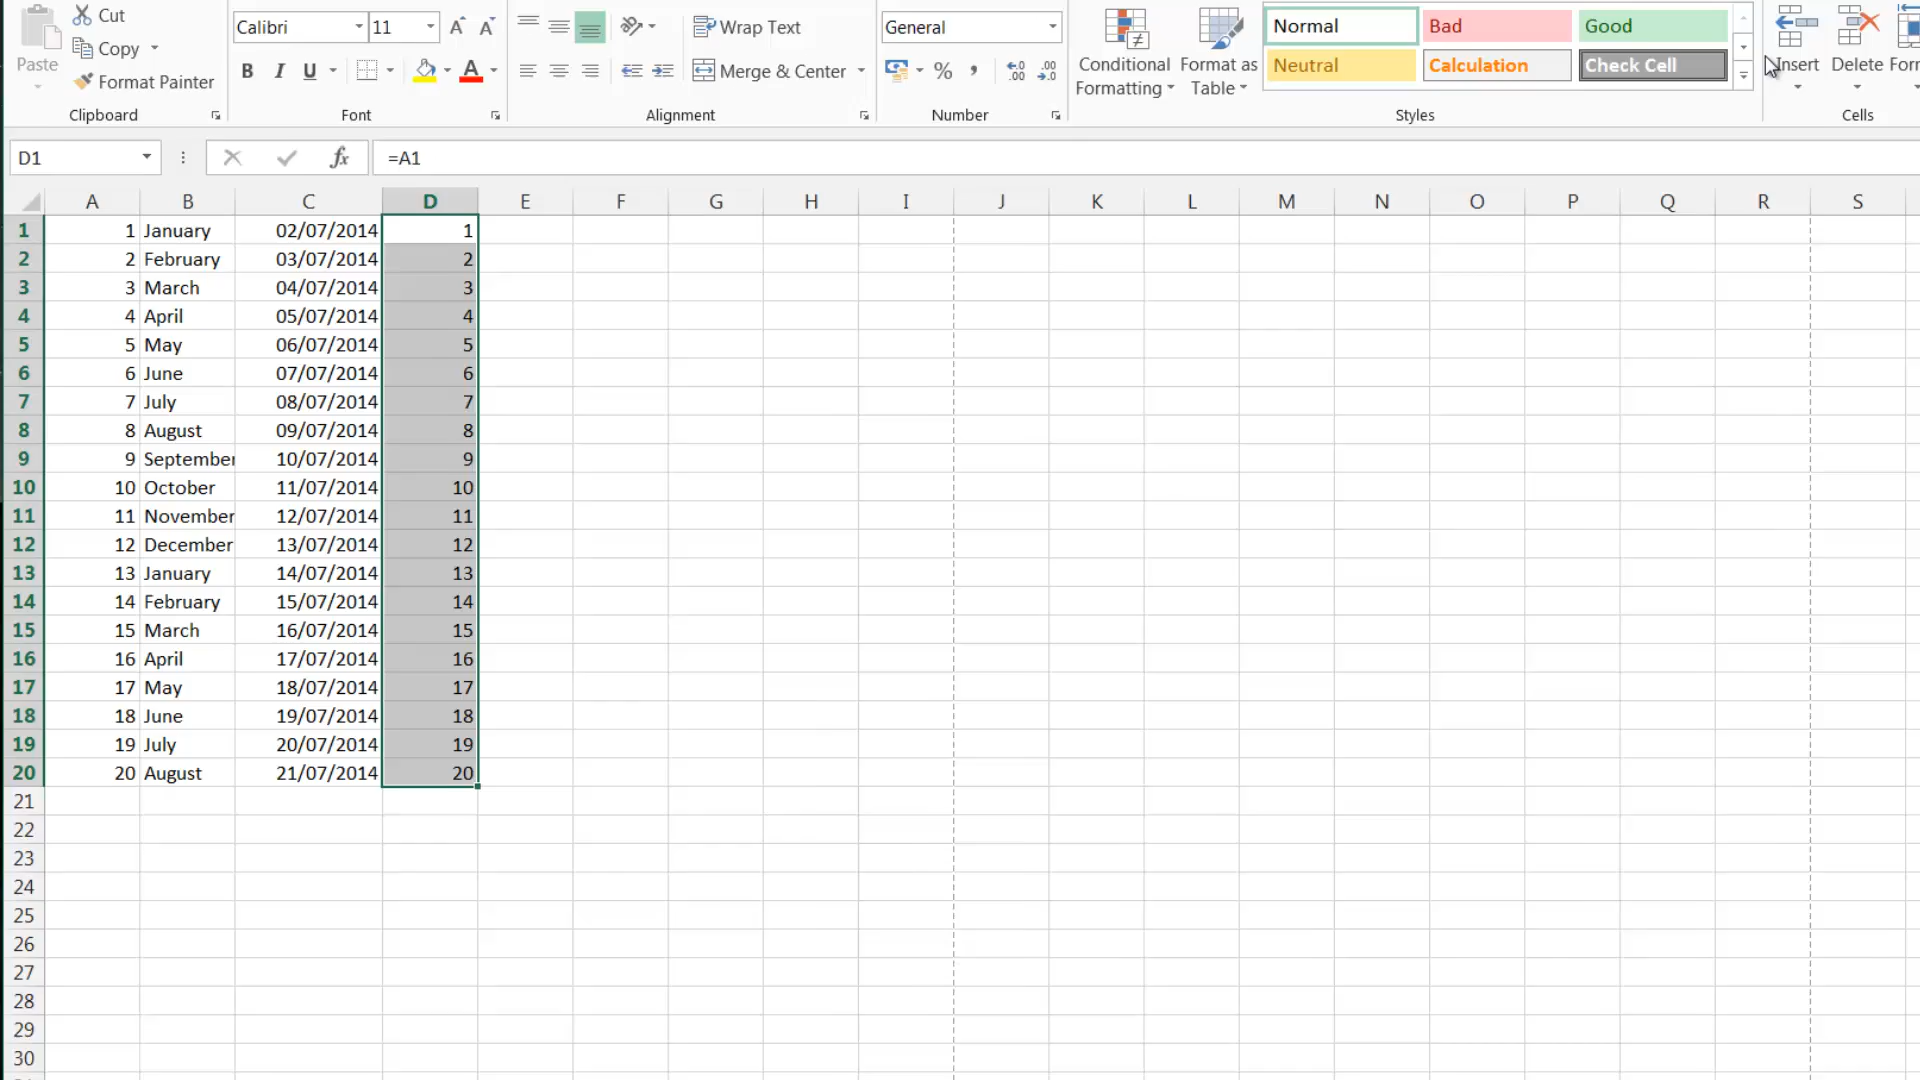 Cut
Calibri 11
Wrap Text
General
Normal Bad Good
Paste
Copy
B I U A
Merge & Center
% ,
Conditional Formatting
Format as Table
Neutral Calculation Check Cell
Insert Delete Form
Format Painter
Clipboard Font Alignment Number Styles Cells
D1 fx =A1
A B C D E F G H I J K L M N O P Q R S
1 1 January 02/07/2014 1
2 2 February 03/07/2014 2
3 3 March 04/07/2014 3
4 4 April 05/07/2014 4
5 5 May 06/07/2014 5
6 6 June 07/07/2014 6
7 7 July 08/07/2014 7
8 8 August 09/07/2014 8
9 9 September 10/07/2014 9
10 10 October 11/07/2014 10
11 11 November 12/07/2014 11
12 12 December 13/07/2014 12
13 13 January 14/07/2014 13
14 14 February 15/07/2014 14
15 15 March 16/07/2014 15
16 16 April 17/07/2014 16
17 17 May 18/07/2014 17
18 18 June 19/07/2014 18
19 19 July 20/07/2014 19
20 20 August 21/07/2014 20
21
22
23
24
25
26
27
28
29
30